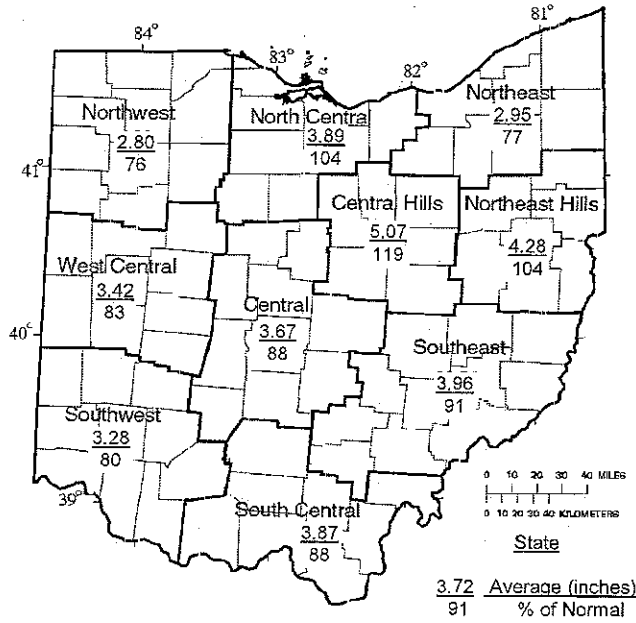 84°
83°
82°
81°
Northwest
2.80
76
North Central
3.89
104
Northeast
2.95
77
41°
Central Hills
5.07
119
Northeast Hills
4.28
104
West Central
3.42
83
Central
3.67
88
40°
Southeast
3.96
91
Southwest
3.28
80
39°
South Central
3.87
88
0 10 20 30 40 MILES
0 10 20 30 40 KILOMETERS
State
3.72 Average (inches)
91 % of Normal